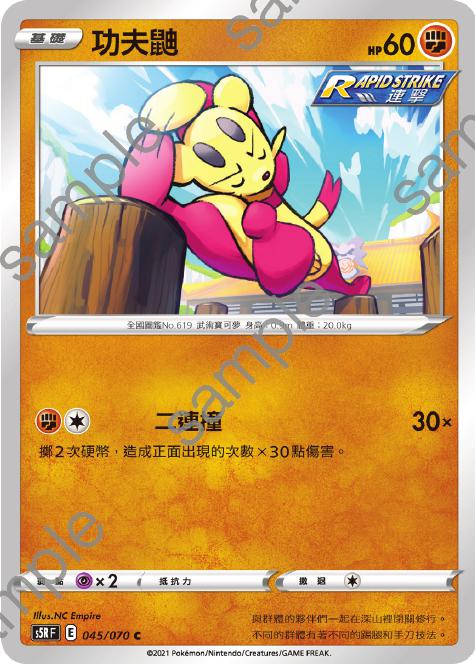 基礎 功夫鼬 HP60
RAPID STRIKE
連擊
sample
sample
sample
sample
全國圖鑑No.619 武術寶可夢 身高：0.9m 體重：20.0kg
sample
二連撞 30×
擲2次硬幣，造成正面出現的次數×30點傷害。
sample
弱點 ×2 抵抗力 撤退
Illus.NC Empire
s5R F E 045/070 C
與群體的夥伴們一起在深山裡閉關修行。
不同的群體有著不同的踢腿和手刀技法。
©2021 Pokémon/Nintendo/Creatures/GAME FREAK.